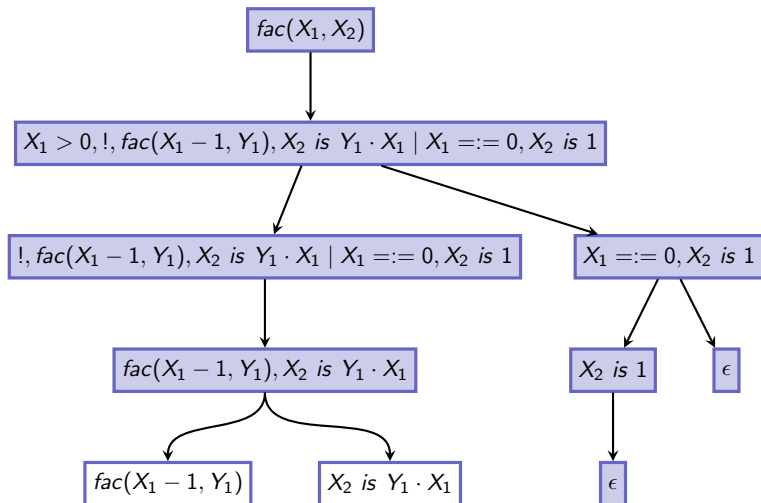 fac(X₁, X₂)
X₁ > 0, !, fac(X₁ − 1, Y₁), X₂ is Y₁ · X₁ | X₁ =:= 0, X₂ is 1
!, fac(X₁ − 1, Y₁), X₂ is Y₁ · X₁ | X₁ =:= 0, X₂ is 1
X₁ =:= 0, X₂ is 1
fac(X₁ − 1, Y₁), X₂ is Y₁ · X₁
X₂ is 1
ϵ
fac(X₁ − 1, Y₁)
X₂ is Y₁ · X₁
ϵ